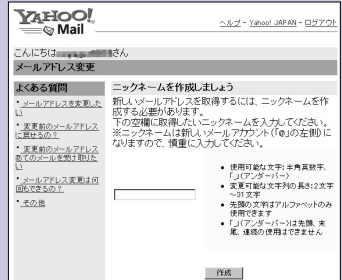 YAHOO!
Mail
ヘルプ - Yahoo! JAPAN - ログアウト
こんにちは さん
メールアドレス変更
よくある質問
・メールアドレスを変更した
い
・変更前のメールアドレス
に戻せるの？
・変更前のメールアドレス
あてのメールを受け取りた
い
・メールアドレス変更は何
回もできるの？
・その他
ニックネームを作成しましょう
新しいメールアドレスを取得するには、ニックネームを作
成する必要があります。
下の空欄に取得したいニックネームを入力してください。
※ニックネームは新しいメールアカウント（「@」の左側）に
なりますので、慎重に入力してください。
• 使用可能な文字：半角英数字、
「_」（アンダーバー）
• 変更可能な文字列の長さ：2文字
～31文字
• 先頭の文字はアルファベットのみ
使用できます
• 「_」（アンダーバー）は先頭、末
尾、連続の使用はできません
作成